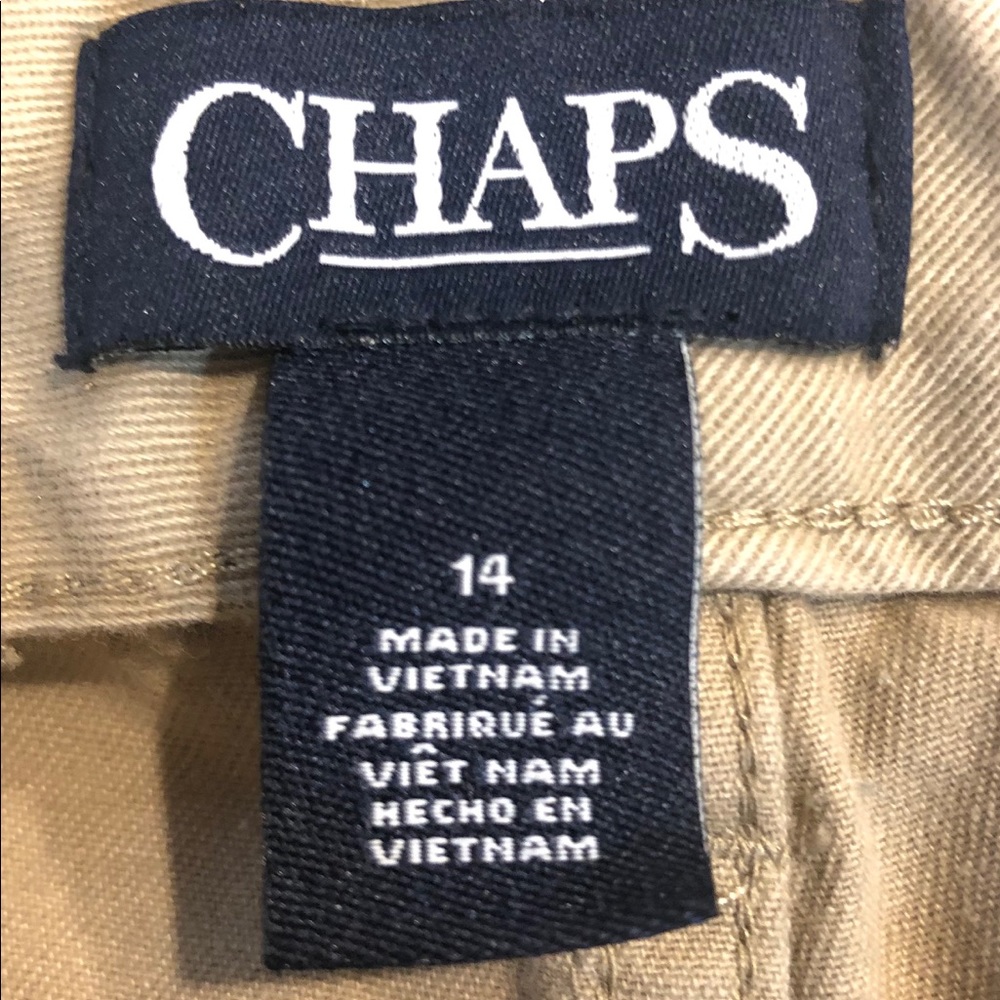 CHAPS
14
MADE IN
VIETNAM
FABRIQUÉ AU
VIÊT NAM
HECHO EN
VIETNAM